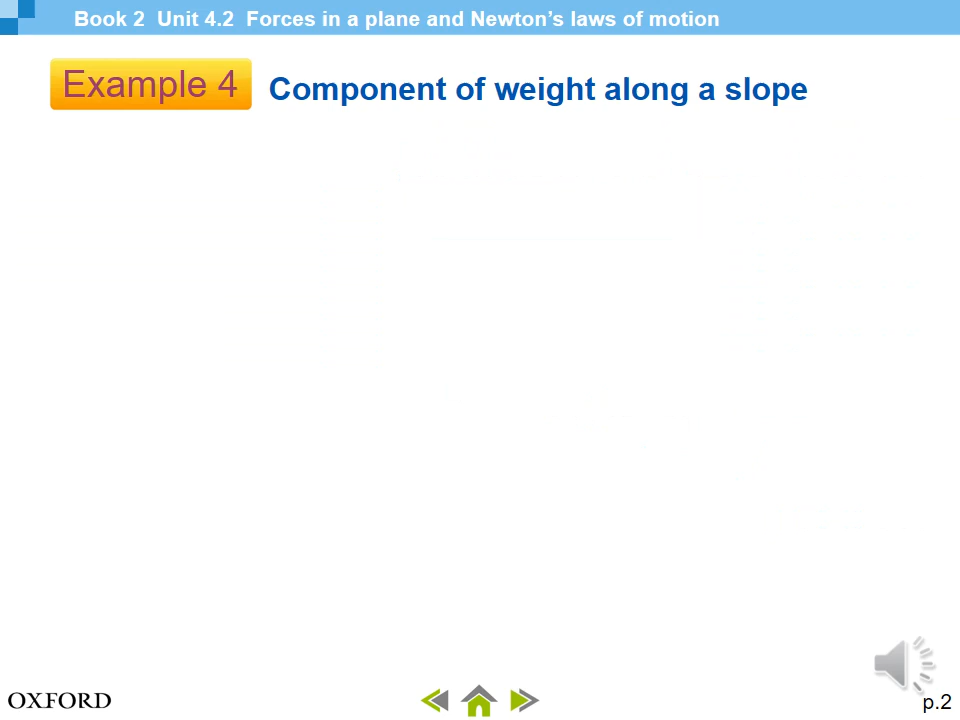 Book 2  Unit 4.2  Forces in a plane and Newton’s laws of motion
Example 4
Component of weight along a slope
OXFORD
p.2